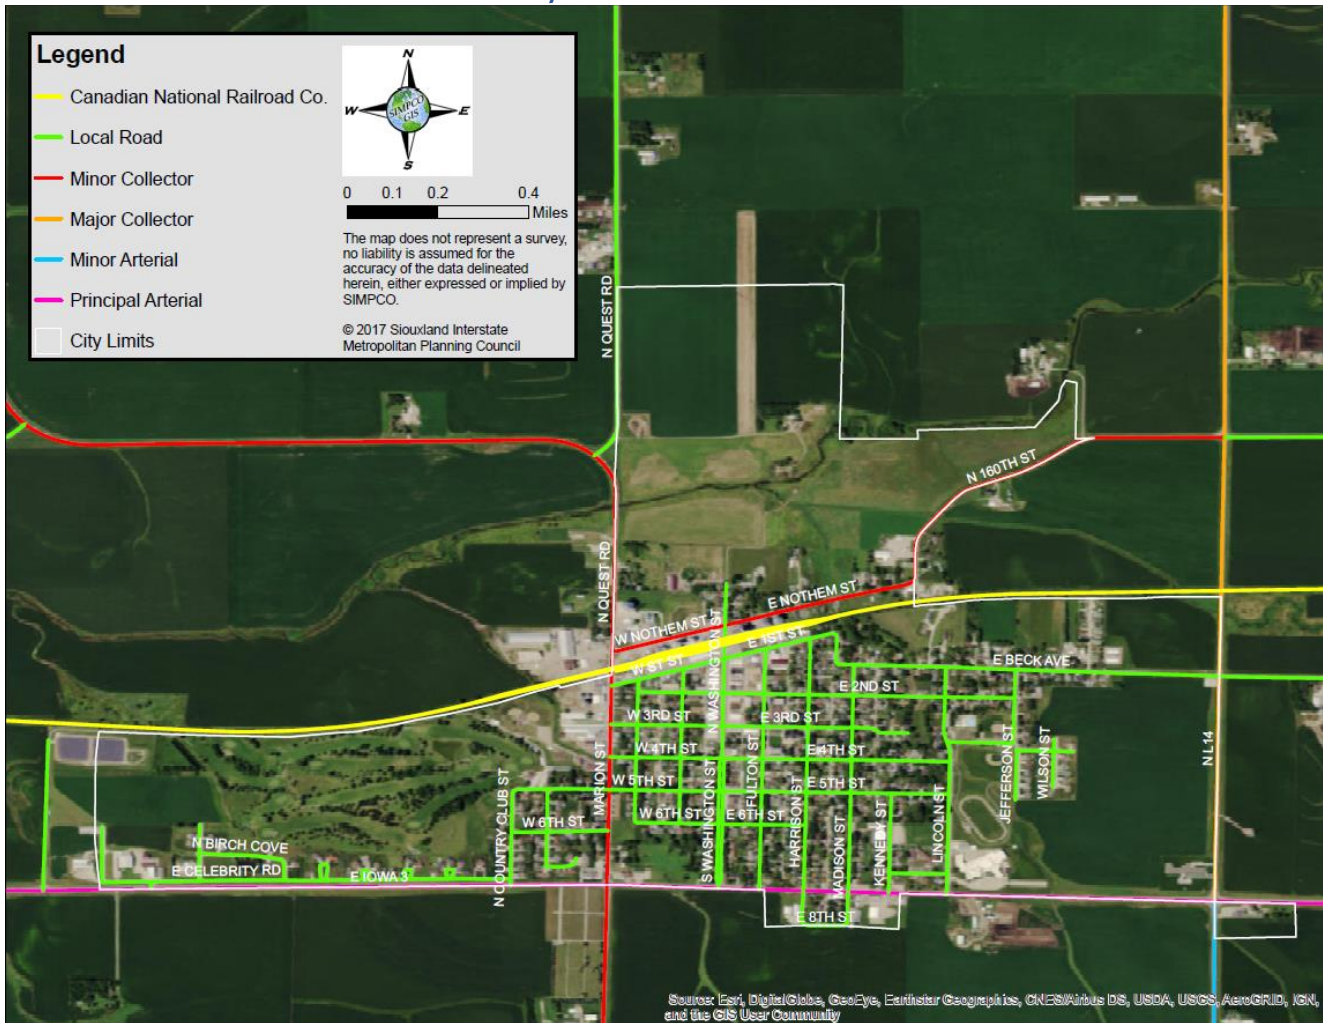 Legend
Canadian National Railroad Co.
Local Road
Minor Collector
Major Collector
Minor Arterial
Principal Arterial
City Limits
N
W
E
S
SIMPCO
GIS
0 0.1 0.2 0.4
Miles
The map does not represent a survey,
no liability is assumed for the
accuracy of the data delineated
herein, either expressed or implied by
SIMPCO.
© 2017 Siouxland Interstate
Metropolitan Planning Council
N QUEST RD
N 160TH ST
N QUEST RD
E NOTHEM ST
W NOTHEM ST
E 1ST ST
W ST ST
N WASHINGTON ST
E BECK AVE
E 2ND ST
W 3RD ST
E 3RD ST
W 4TH ST
E 4TH ST
W 5TH ST
E 5TH ST
W 6TH ST
W 6TH ST
E 6TH ST
MARION ST
N COUNTRY CLUB ST
S WASHINGTON ST
FULTON ST
HARRISON ST
MADISON ST
KENNEDY ST
LINCOLN ST
JEFFERSON ST
WILSON ST
N L 14
N BIRCH COVE
E CELEBRITY RD
E IOWA 3
E 8TH ST
Source: Esri, DigitalGlobe, GeoEye, Earthstar Geographics, CNES/Airbus DS, USDA, USGS, AeroGRID, IGN,
and the GIS User Community